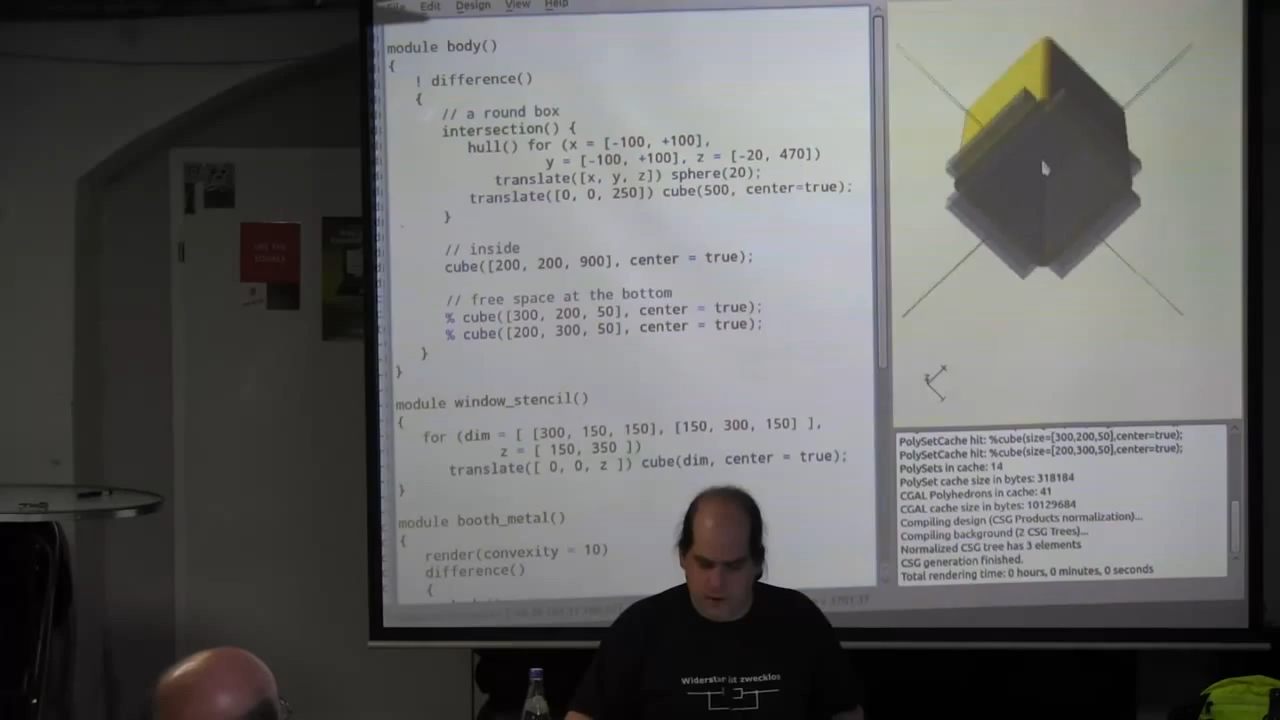 File Edit Design View Help
module body()
{
! difference()
{
// a round box
intersection() {
hull() for (x = [-100, +100],
y = [-100, +100], z = [-20, 470])
translate([x, y, z]) sphere(20);
translate([0, 0, 250]) cube(500, center=true);
}
// inside
cube([200, 200, 900], center = true);
// free space at the bottom
% cube([300, 200, 50], center = true);
% cube([200, 300, 50], center = true);
}
}
module window_stencil()
{
for (dim = [ [300, 150, 150], [150, 300, 150] ],
z = [ 150, 350 ])
translate([ 0, 0, z ]) cube(dim, center = true);
}
module booth_metal()
{
render(convexity = 10)
difference()
{
PolySetCache hit: %cube(size=[300,200,50],center=true);
PolySetCache hit: %cube(size=[200,300,50],center=true);
PolySets in cache: 14
PolySet cache size in bytes: 318184
CGAL Polyhedrons in cache: 41
CGAL cache size in bytes: 10129684
Compiling design (CSG Products normalization)...
Compiling background (2 CSG Trees)...
Normalized CSG tree has 3 elements
CSG generation finished.
Total rendering time: 0 hours, 0 minutes, 0 seconds
USE THE
SOURCE
ist zwecklos